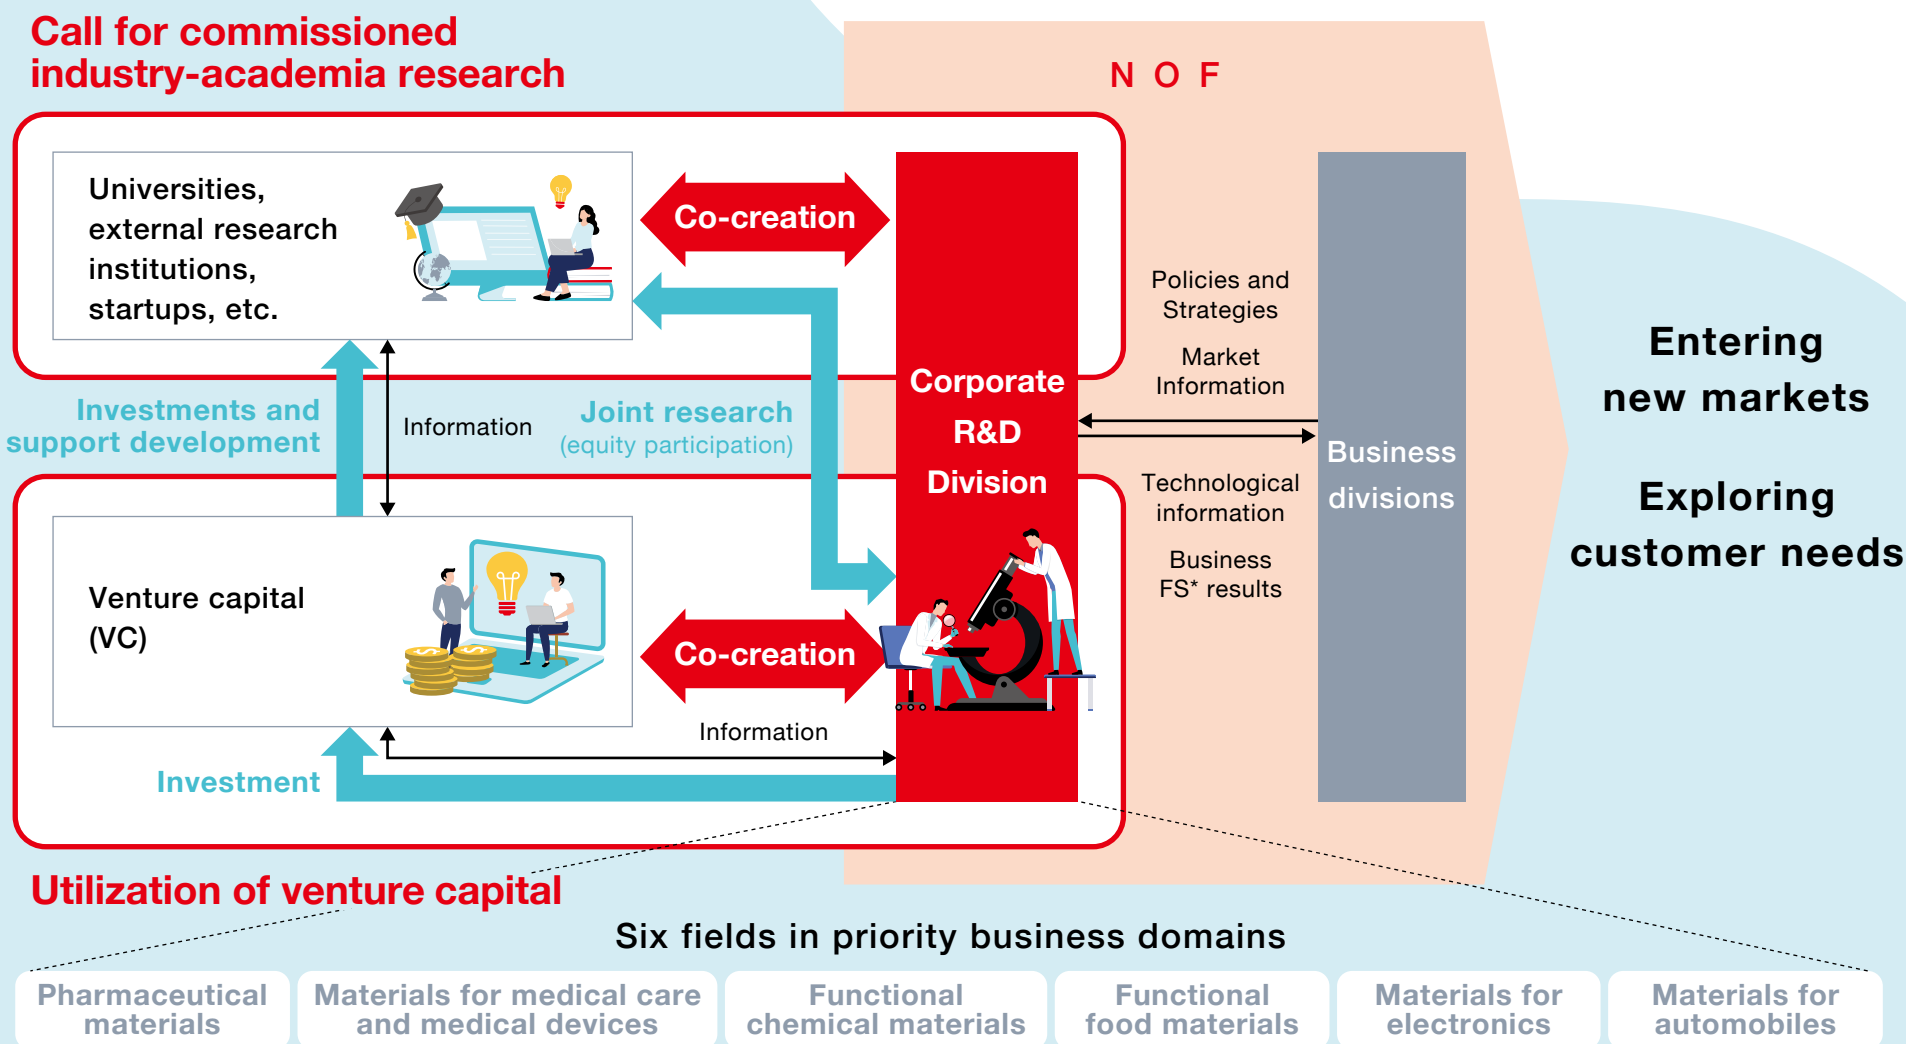 Call for commissioned
industry-academia research
N O F
Universities,
external research
institutions,
startups, etc.
Co-creation
Policies and
Strategies
Market
Information
Corporate
R&D
Division
Investments and
support development
Information
Joint research
(equity participation)
Technological
information
Business
FS* results
Business
divisions
Entering
new markets
Exploring
customer needs
Venture capital
(VC)
Co-creation
Information
Investment
Utilization of venture capital
Six fields in priority business domains
Pharmaceutical
materials
Materials for medical care
and medical devices
Functional
chemical materials
Functional
food materials
Materials for
electronics
Materials for
automobiles